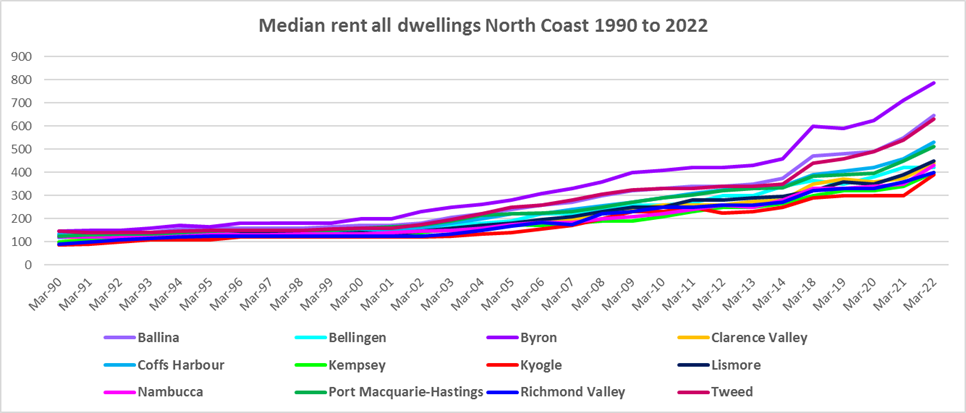 Median rent all dwellings North Coast 1990 to 2022
900
800
700
600
500
400
300
200
100
0
Mar-90
Mar-91
Mar-92
Mar-93
Mar-94
Mar-95
Mar-96
Mar-97
Mar-98
Mar-99
Mar-00
Mar-01
Mar-02
Mar-03
Mar-04
Mar-05
Mar-06
Mar-07
Mar-08
Mar-09
Mar-10
Mar-11
Mar-12
Mar-13
Mar-14
Mar-18
Mar-19
Mar-20
Mar-21
Mar-22
Ballina Bellingen Byron Clarence Valley
Coffs Harbour Kempsey Kyogle Lismore
Nambucca Port Macquarie-Hastings Richmond Valley Tweed